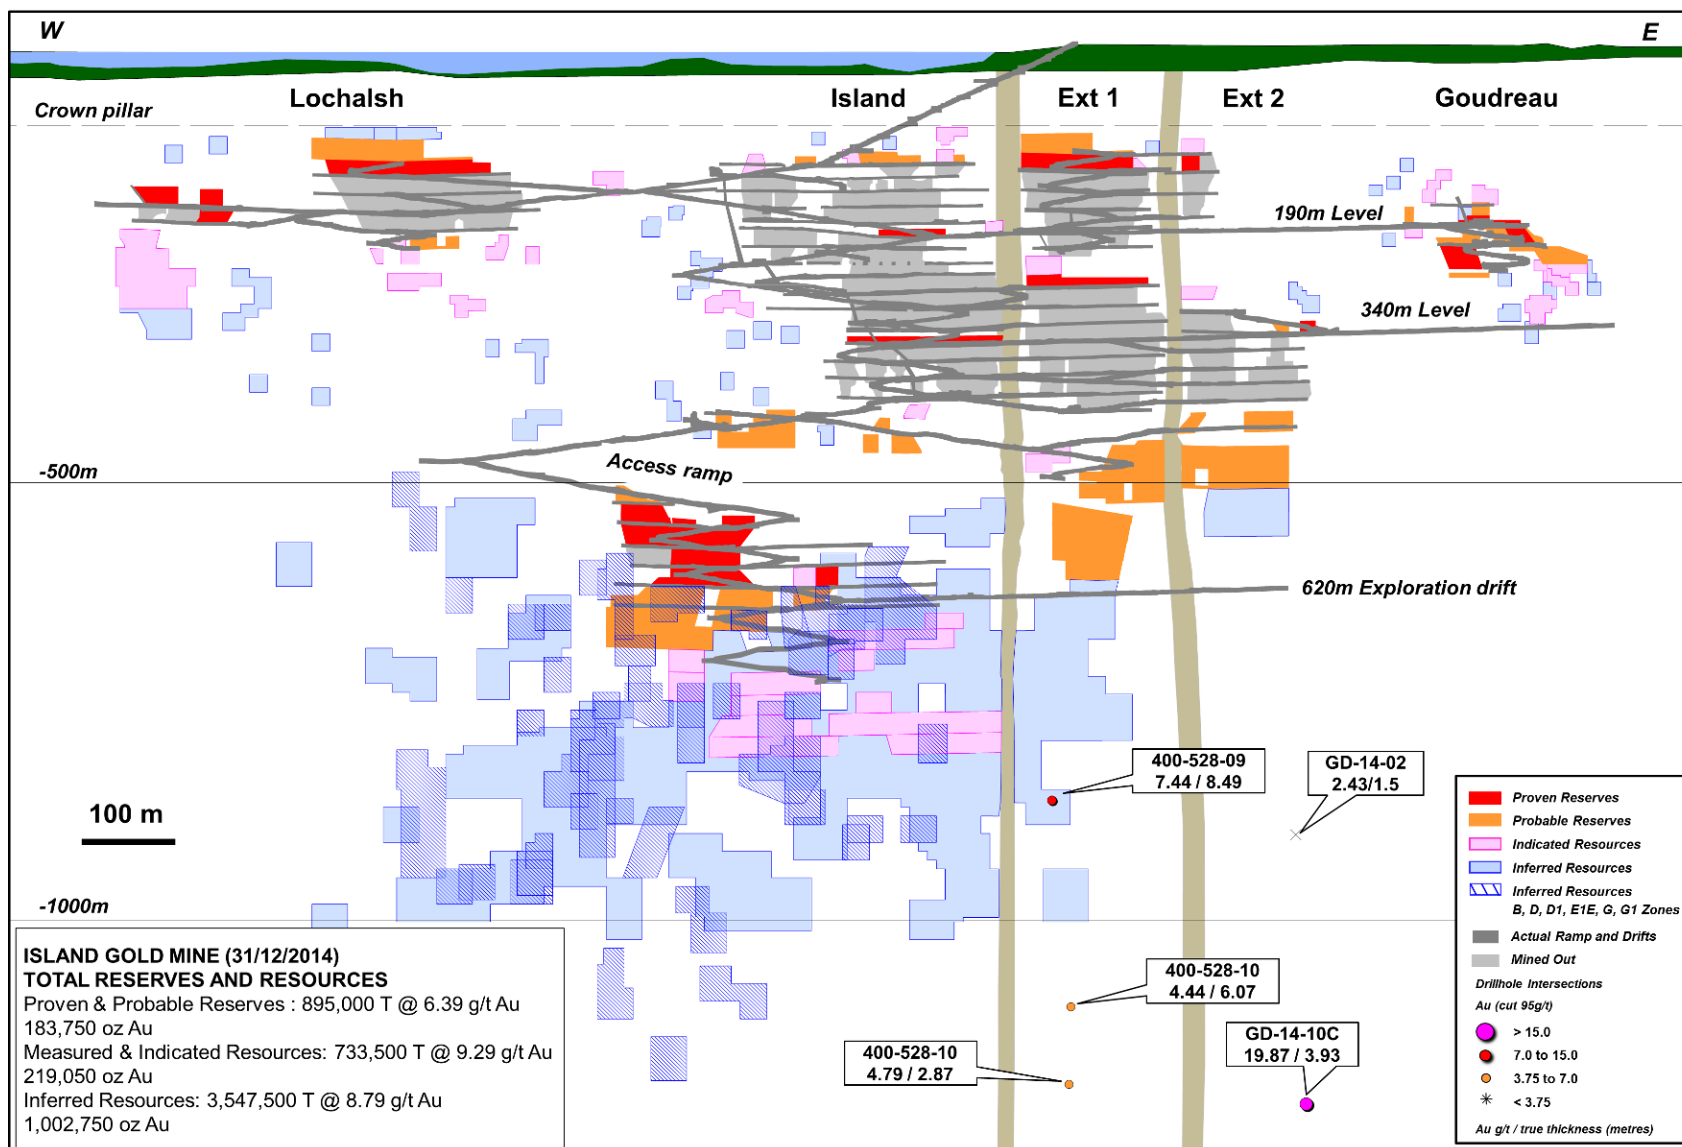 W
E
Lochalsh
Island
Ext 1
Ext 2
Goudreau
Crown pillar
190m Level
340m Level
Access ramp
-500m
620m Exploration drift
400-528-09
7.44 / 8.49
GD-14-02
2.43/1.5
100 m
-1000m
400-528-10
4.44 / 6.07
GD-14-10C
19.87 / 3.93
400-528-10
4.79 / 2.87
ISLAND GOLD MINE (31/12/2014)
TOTAL RESERVES AND RESOURCES
Proven & Probable Reserves : 895,000 T @ 6.39 g/t Au
183,750 oz Au
Measured & Indicated Resources: 733,500 T @ 9.29 g/t Au
219,050 oz Au
Inferred Resources: 3,547,500 T @ 8.79 g/t Au
1,002,750 oz Au
Proven Reserves
Probable Reserves
Indicated Resources
Inferred Resources
Inferred Resources
B, D, D1, E1E, G, G1 Zones
Actual Ramp and Drifts
Mined Out
Drillhole Intersections
Au (cut 95g/t)
> 15.0
7.0 to 15.0
3.75 to 7.0
< 3.75
Au g/t / true thickness (metres)